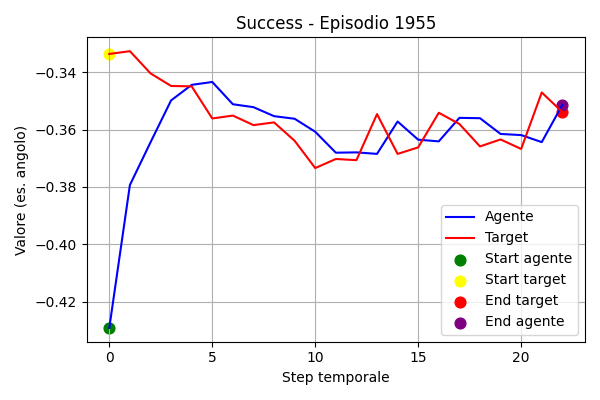 Success - Episodio 1955
Valore (es. angolo)
−0.34
−0.36
−0.38
−0.40
−0.42
0
5
10
15
20
Step temporale
Agente
Target
Start agente
Start target
End target
End agente